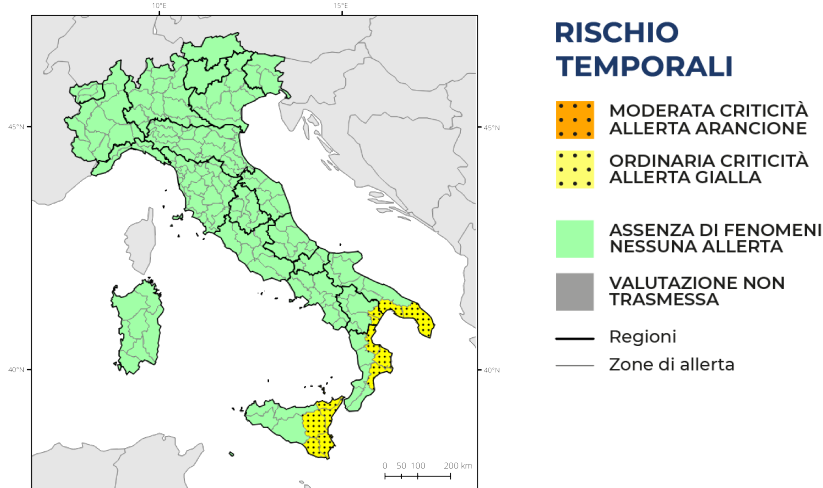 10°E
15°E
45°N
45°N
40°N
40°N
0 50 100 200 km
RISCHIO
TEMPORALI
MODERATA CRITICITÀ
ALLERTA ARANCIONE
ORDINARIA CRITICITÀ
ALLERTA GIALLA
ASSENZA DI FENOMENI
NESSUNA ALLERTA
VALUTAZIONE NON
TRASMESSA
Regioni
Zone di allerta